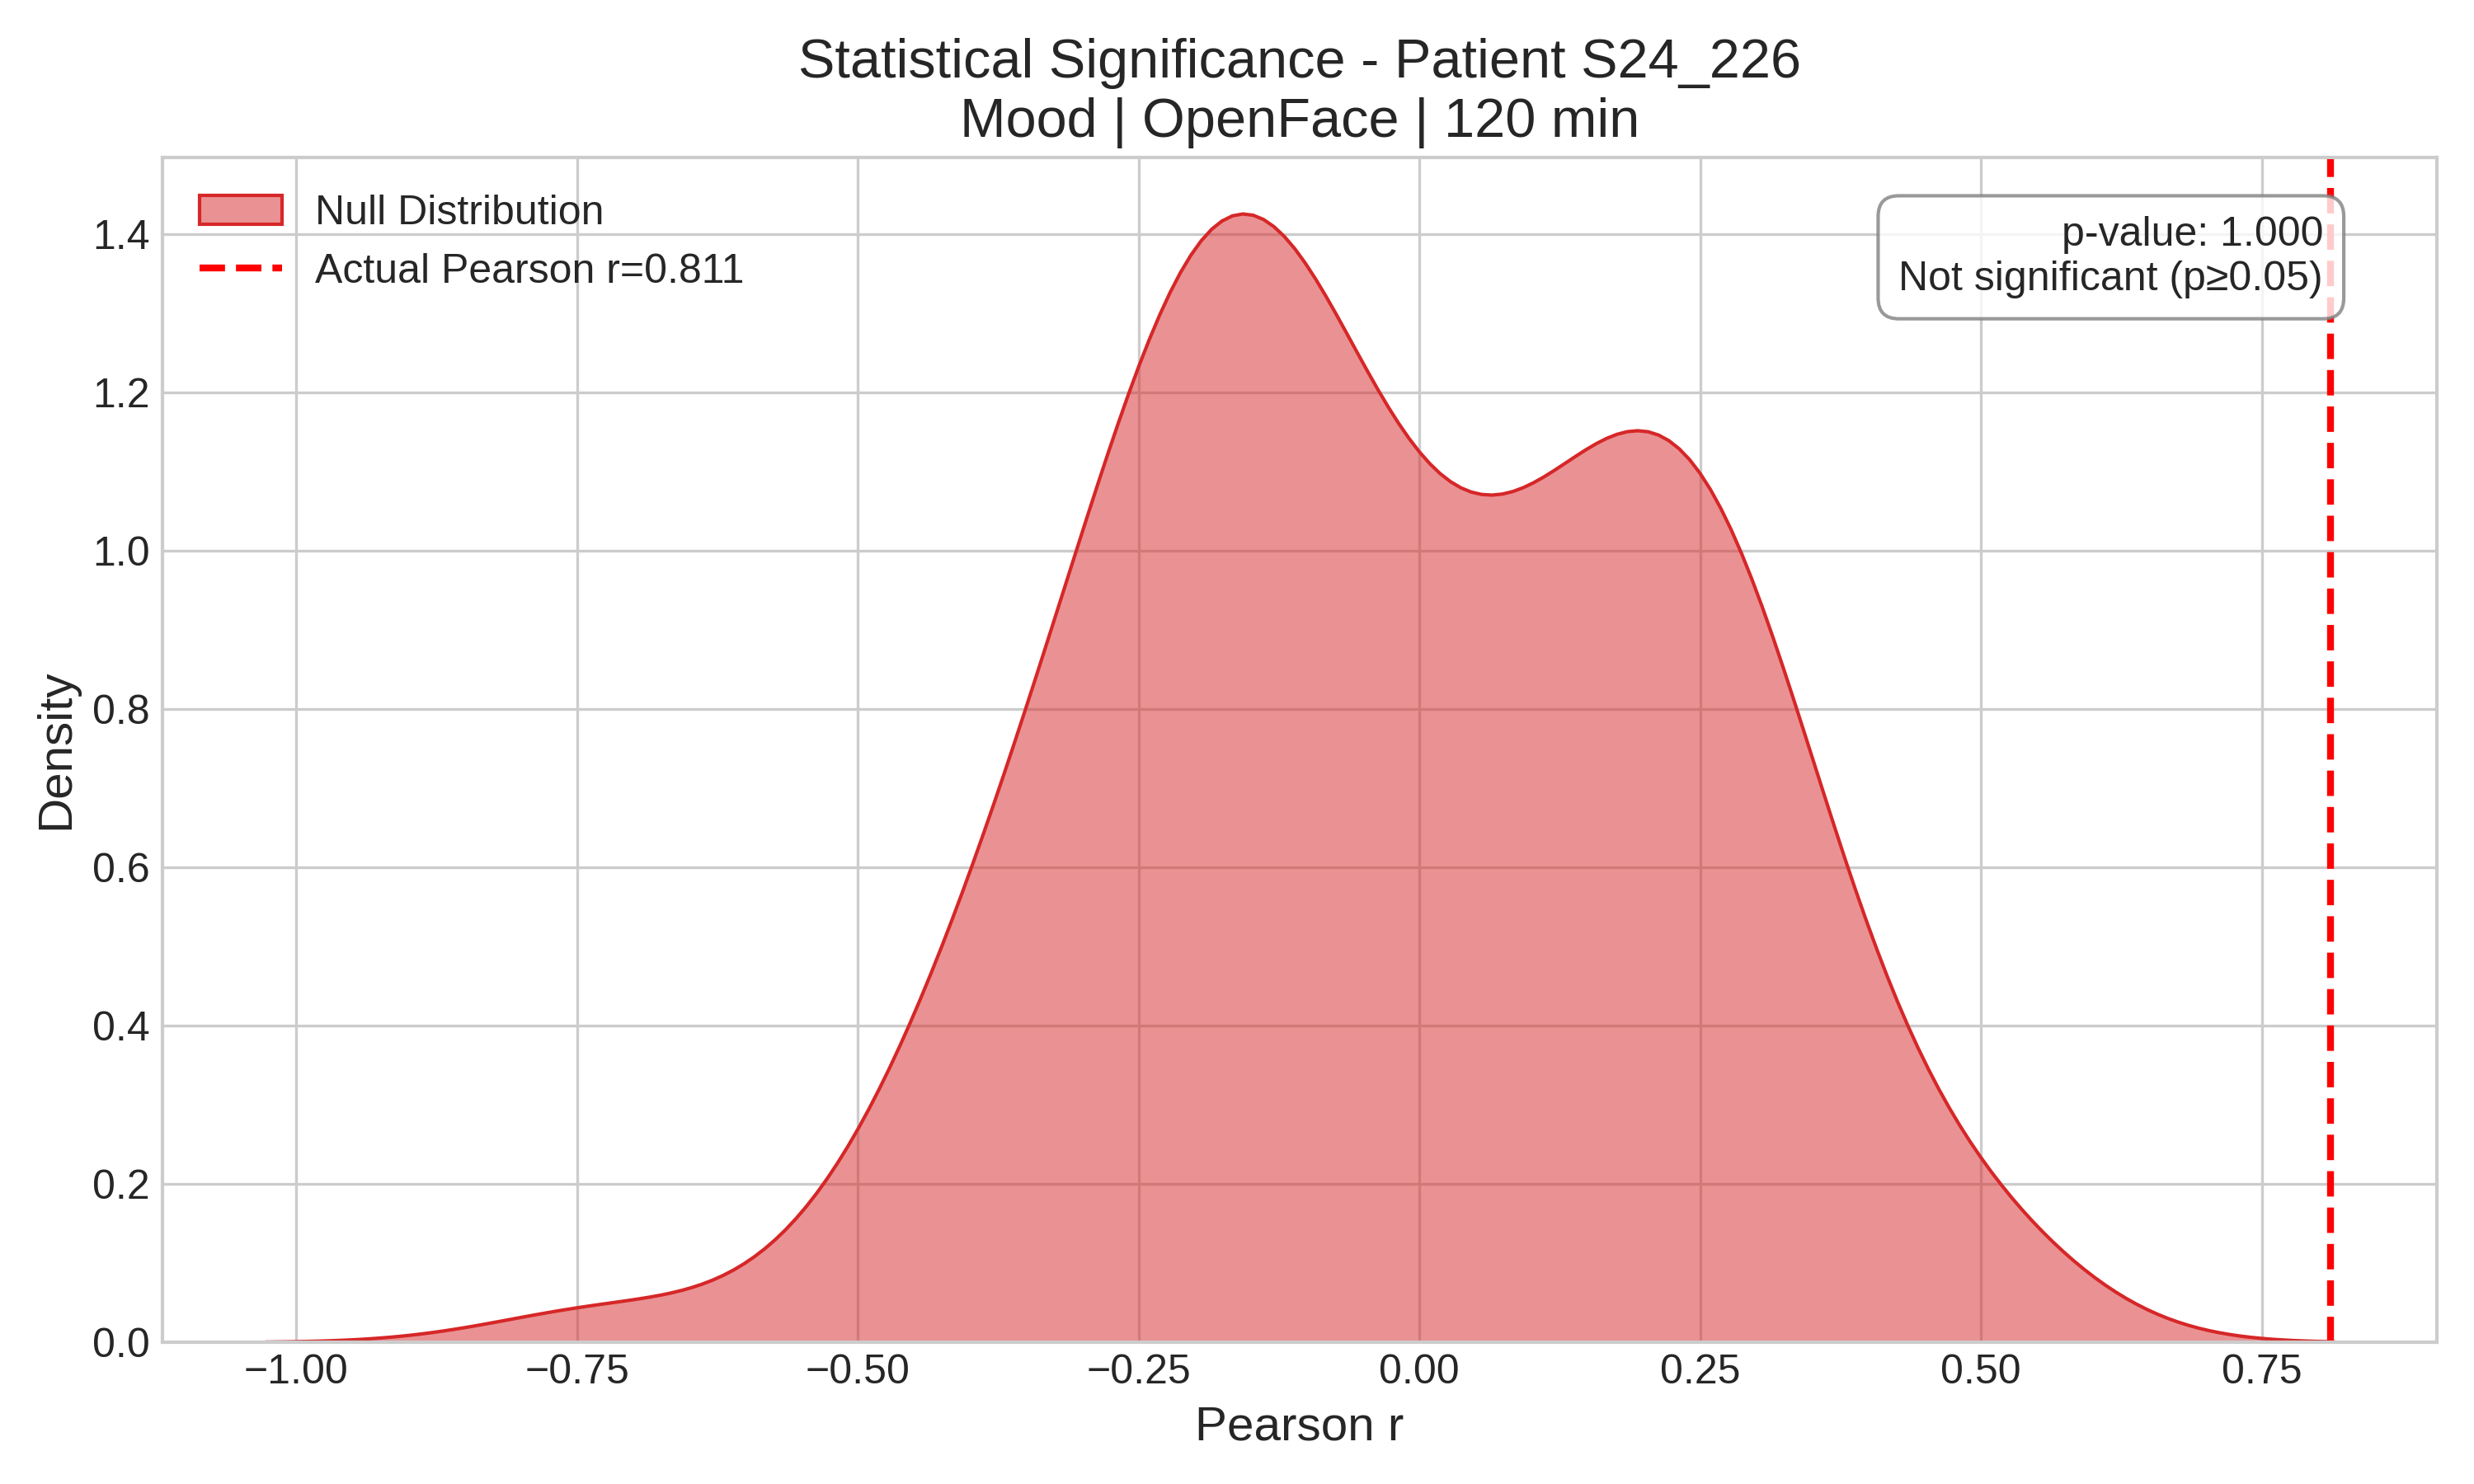 Statistical Significance - Patient S24_226
Mood | OpenFace | 120 min
Null Distribution
Actual Pearson r=0.811
p-value: 1.000
Not significant (p≥0.05)
Density
1.4
1.2
1.0
0.8
0.6
0.4
0.2
0.0
−1.00 −0.75 −0.50 −0.25 0.00 0.25 0.50 0.75
Pearson r